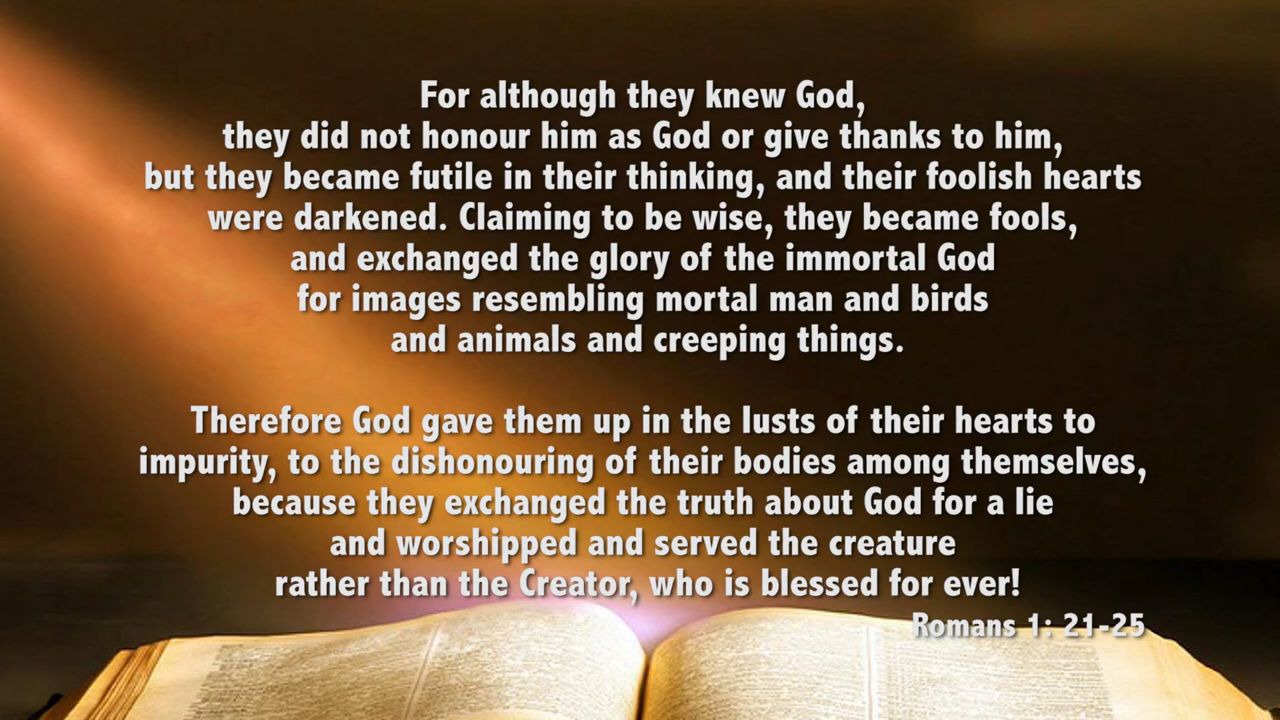 For although they knew God,
they did not honour him as God or give thanks to him,
but they became futile in their thinking, and their foolish hearts
were darkened. Claiming to be wise, they became fools,
and exchanged the glory of the immortal God
for images resembling mortal man and birds
and animals and creeping things.
Therefore God gave them up in the lusts of their hearts to
impurity, to the dishonouring of their bodies among themselves,
because they exchanged the truth about God for a lie
and worshipped and served the creature
rather than the Creator, who is blessed for ever!
Romans 1: 21-25